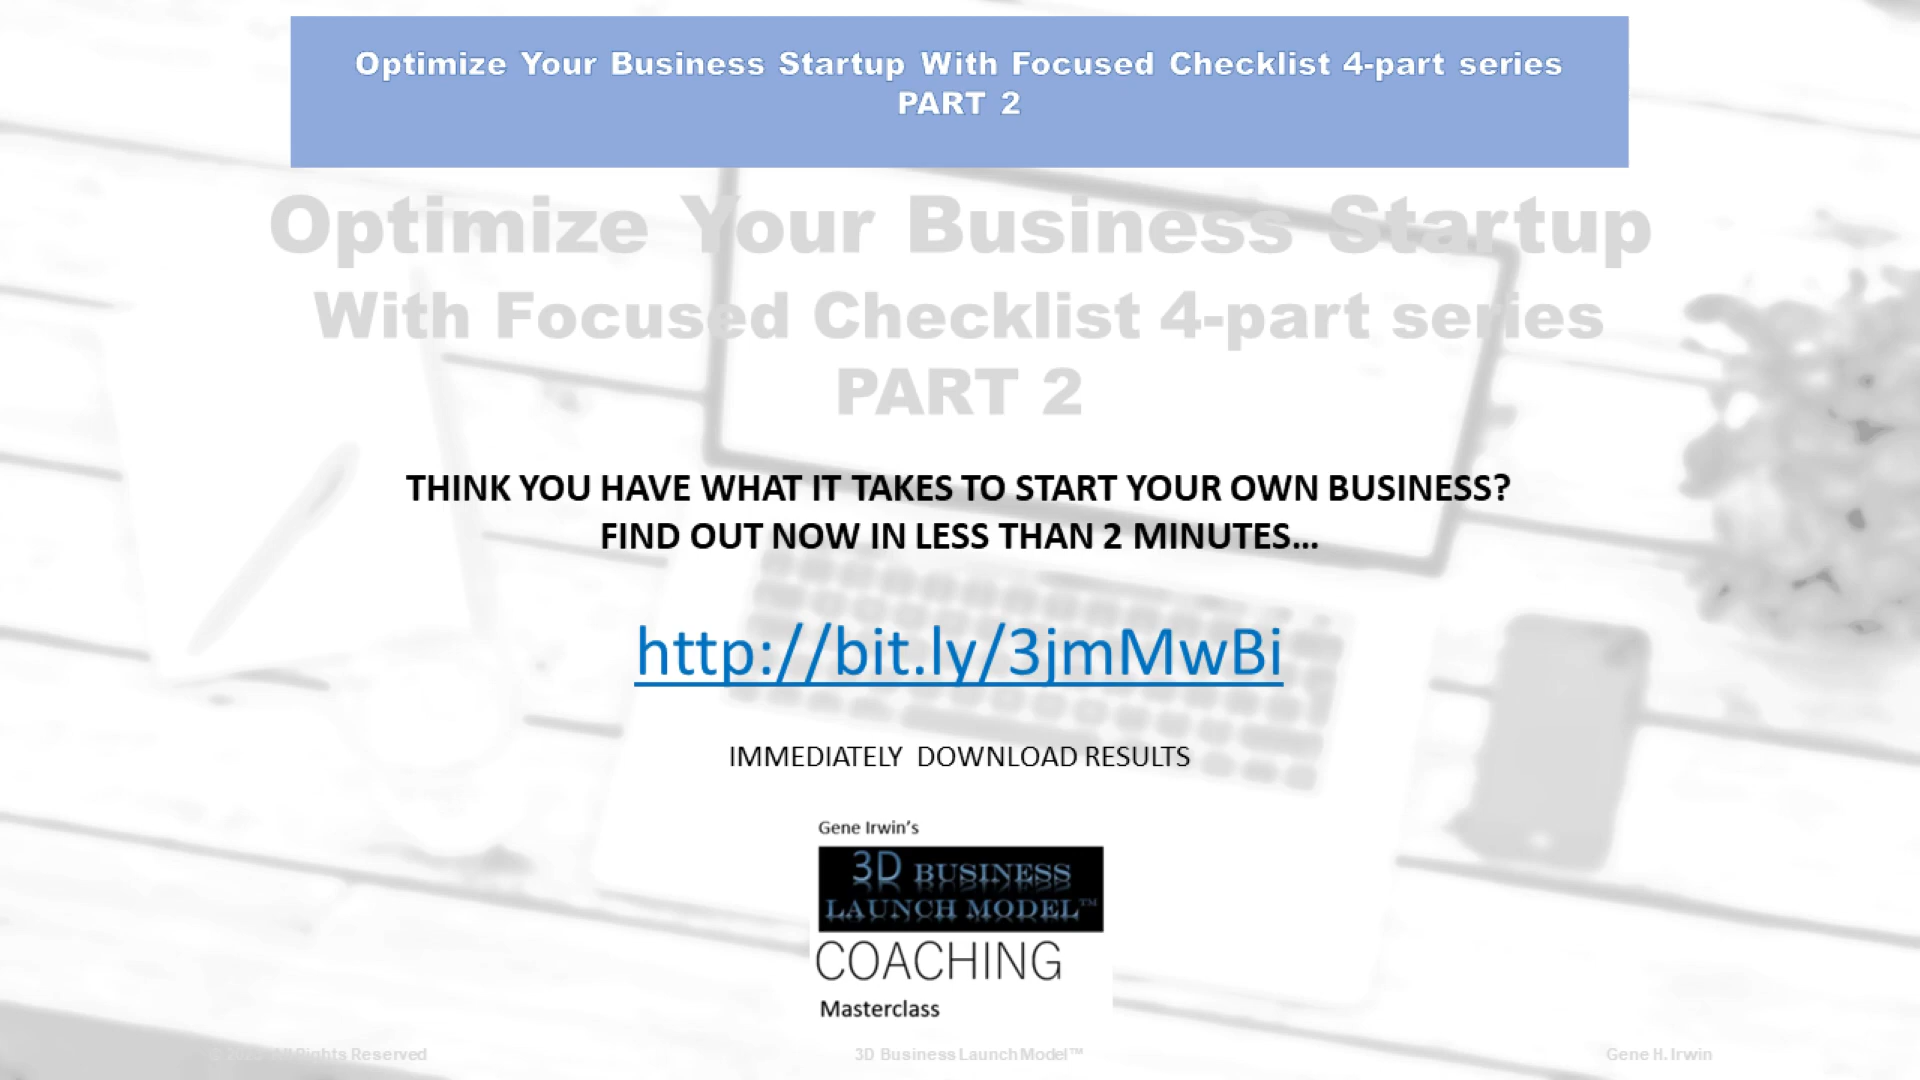 Optimize Your Business Startup With Focused Checklist 4-part series
PART 2
Optimize Your Business Startup
With Focused Checklist 4-part series
PART 2
THINK YOU HAVE WHAT IT TAKES TO START YOUR OWN BUSINESS?
FIND OUT NOW IN LESS THAN 2 MINUTES...
http://bit.ly/3jmMwBi
IMMEDIATELY DOWNLOAD RESULTS
Gene Irwin's
3D BUSINESS
LAUNCH MODEL™
COACHING
Masterclass
All Rights Reserved
3D Business Launch Model™
Gene H. Irwin